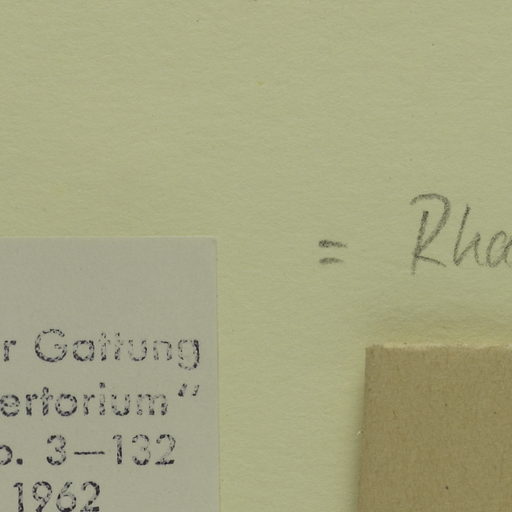 = Rha
r Gattung
ertorium“
o. 3—132
1962